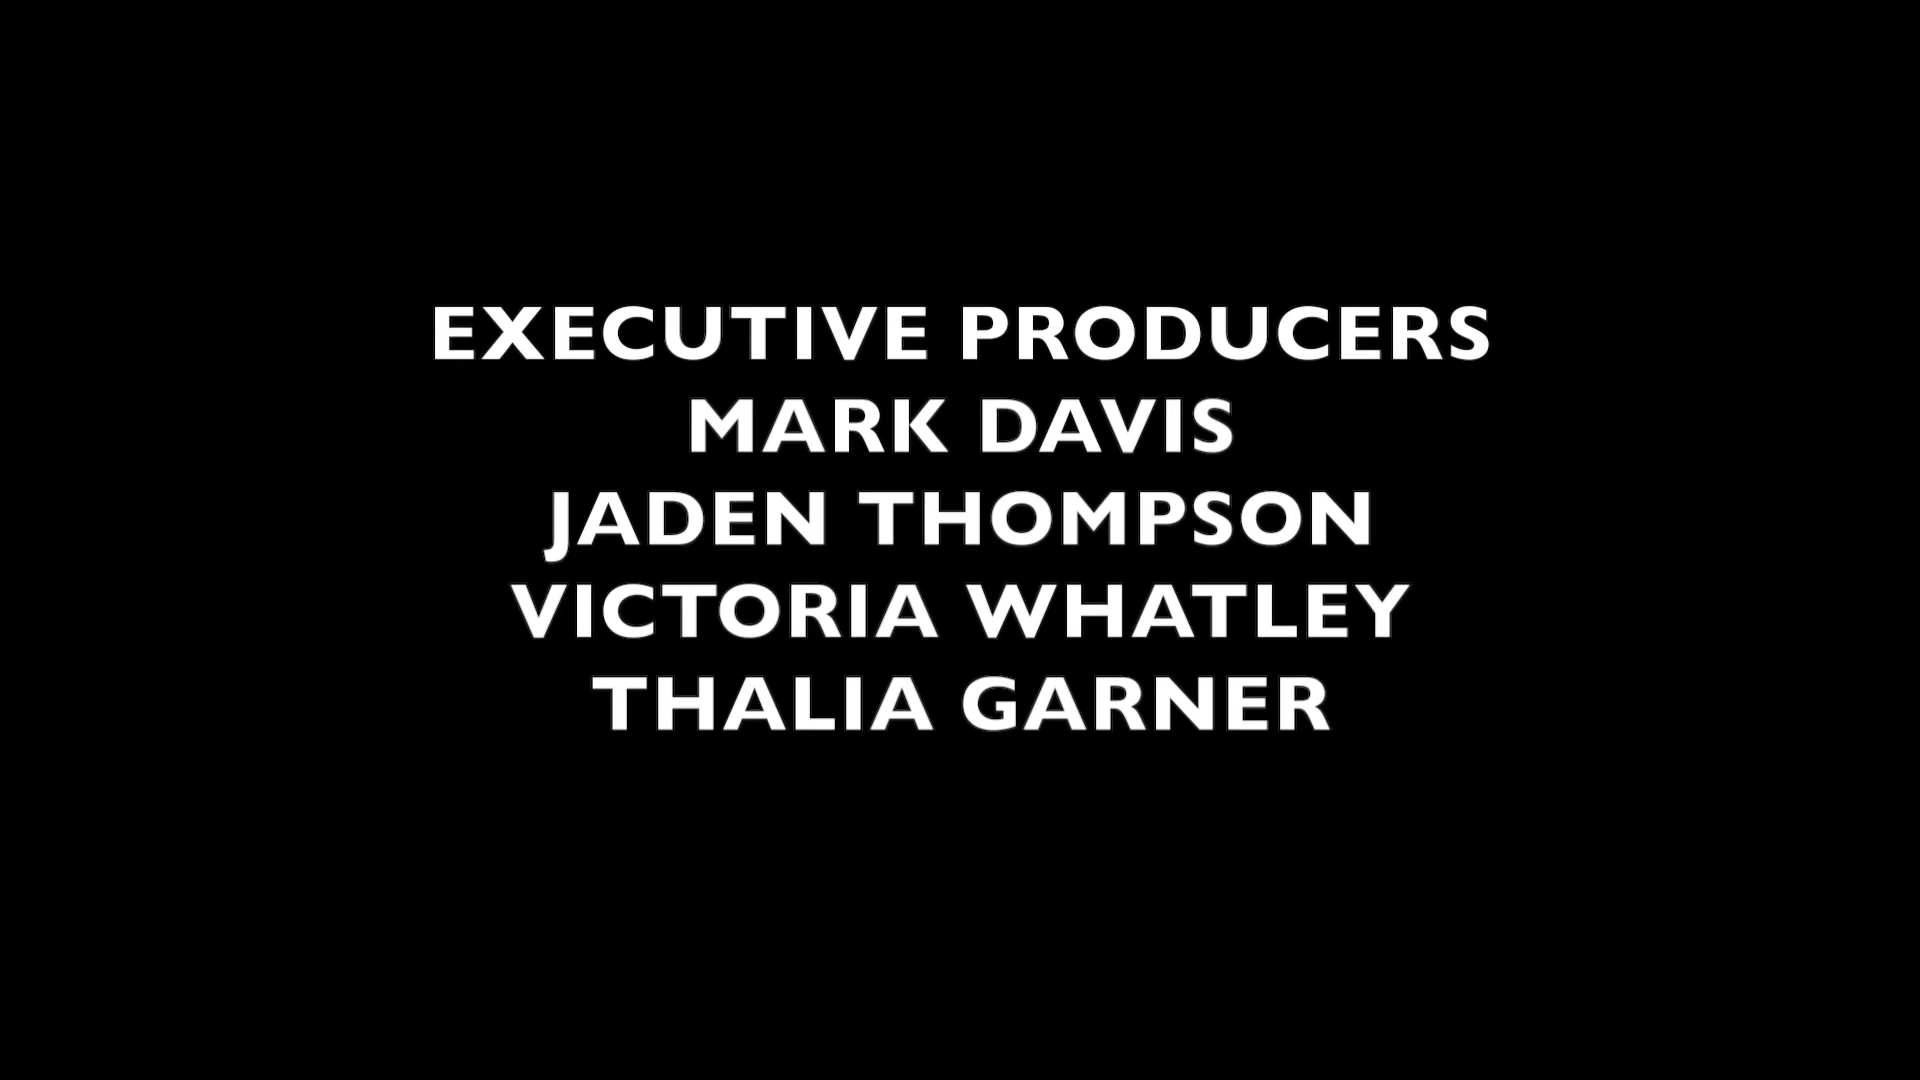 EXECUTIVE PRODUCERS
MARK DAVIS
JADEN THOMPSON
VICTORIA WHATLEY
THALIA GARNER